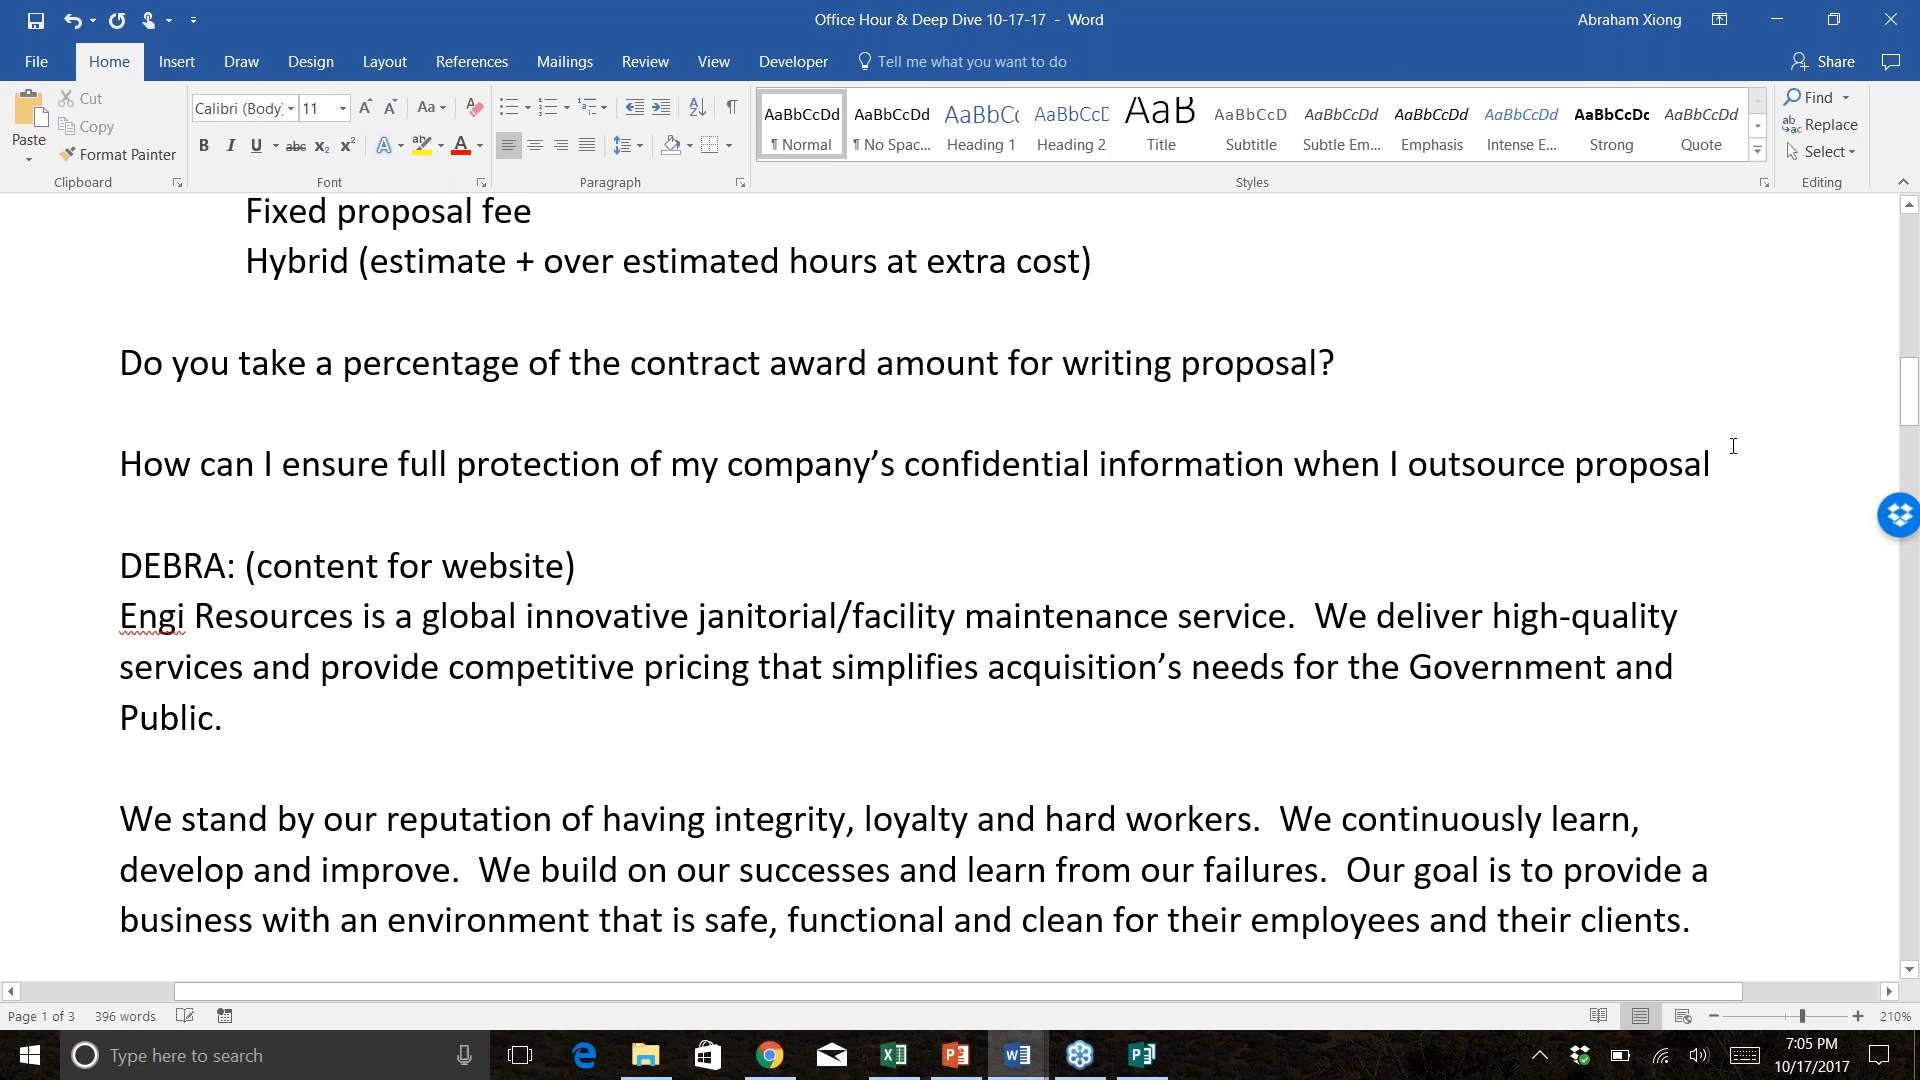 Office Hour & Deep Dive 10-17-17 - Word
Abraham Xiong
File Home Insert Draw Design Layout References Mailings Review View Developer Tell me what you want to do
Share
Paste
Cut
Copy
Format Painter
Clipboard
Calibri (Body) 11
Font
Paragraph
AaBbCcDd AaBbCcDd AaBbCc AaBbCcD AaB AaBbCcD AaBbCcDd AaBbCcDd AaBbCcDd AaBbCcDc AaBbCcDd
¶ Normal ¶ No Spac... Heading 1 Heading 2 Title Subtitle Subtle Em... Emphasis Intense E... Strong Quote
Styles
Find
Replace
Select
Editing
Fixed proposal fee
Hybrid (estimate + over estimated hours at extra cost)
Do you take a percentage of the contract award amount for writing proposal?
How can I ensure full protection of my company’s confidential information when I outsource proposal
DEBRA: (content for website)
Engi Resources is a global innovative janitorial/facility maintenance service.  We deliver high-quality
services and provide competitive pricing that simplifies acquisition’s needs for the Government and
Public.
We stand by our reputation of having integrity, loyalty and hard workers.  We continuously learn,
develop and improve.  We build on our successes and learn from our failures.  Our goal is to provide a
business with an environment that is safe, functional and clean for their employees and their clients.
Page 1 of 3 396 words
210%
Type here to search
7:05 PM
10/17/2017